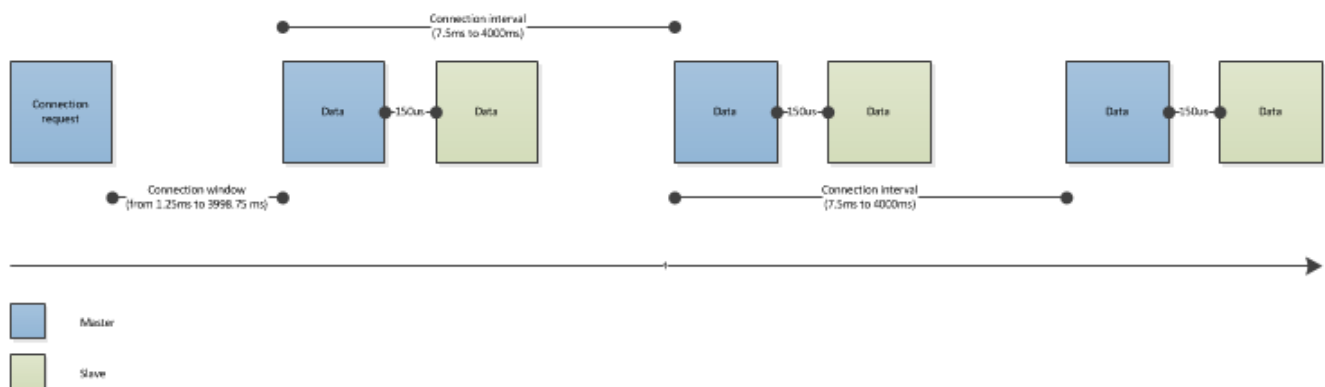 Connection interval
(7.5ms to 4000ms)
Connection
request
Data
150us
Data
Data
150us
Data
Data
150us
Data
Connection window
(from 1.25ms to 3998.75 ms)
Connection interval
(7.5ms to 4000ms)
t
Master
Slave